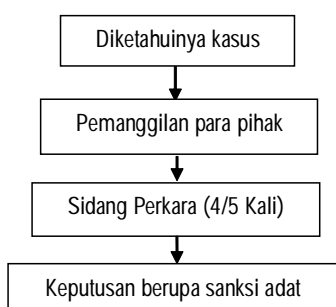 Diketahuinya kasus
Pemanggilan para pihak
Sidang Perkara (4/5 Kali)
Keputusan berupa sanksi adat